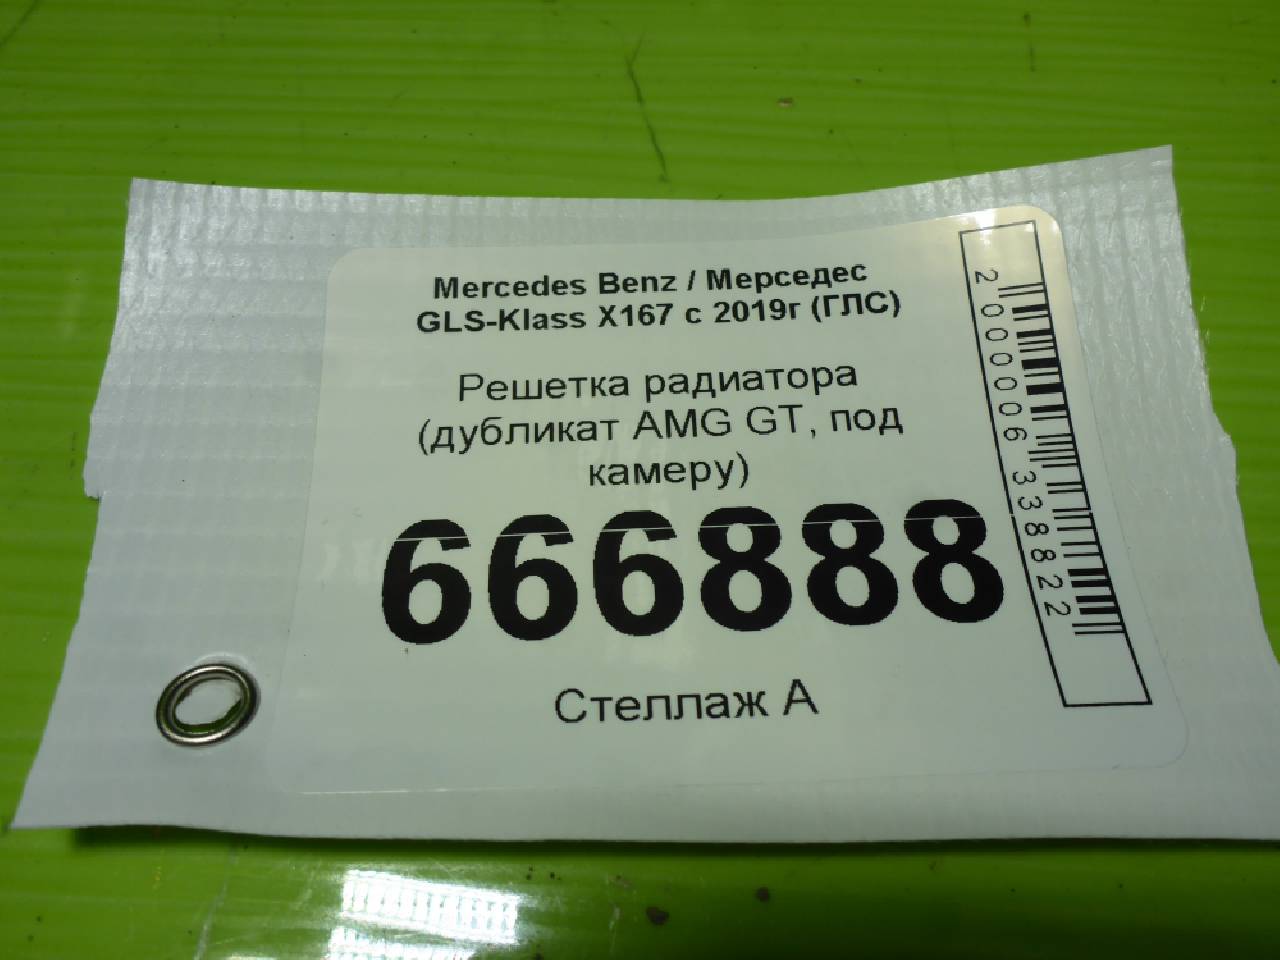 Mercedes Benz / Мерседес
GLS-Klass X167 с 2019г (ГЛС)
Решетка радиатора
(дубликат AMG GT, под
камеру)
666888
Стеллаж А
2000006338822